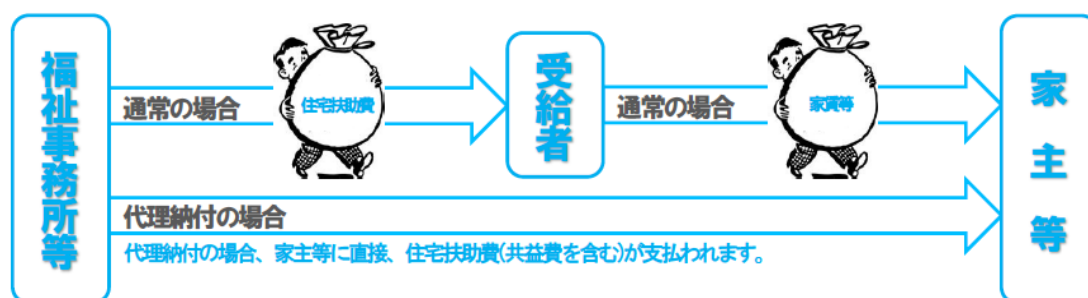 福祉事務所等
通常の場合
住宅扶助費
受給者
通常の場合
家賃等
家主等
代理納付の場合
代理納付の場合、家主等に直接、住宅扶助費(共益費を含む)が支払われます。